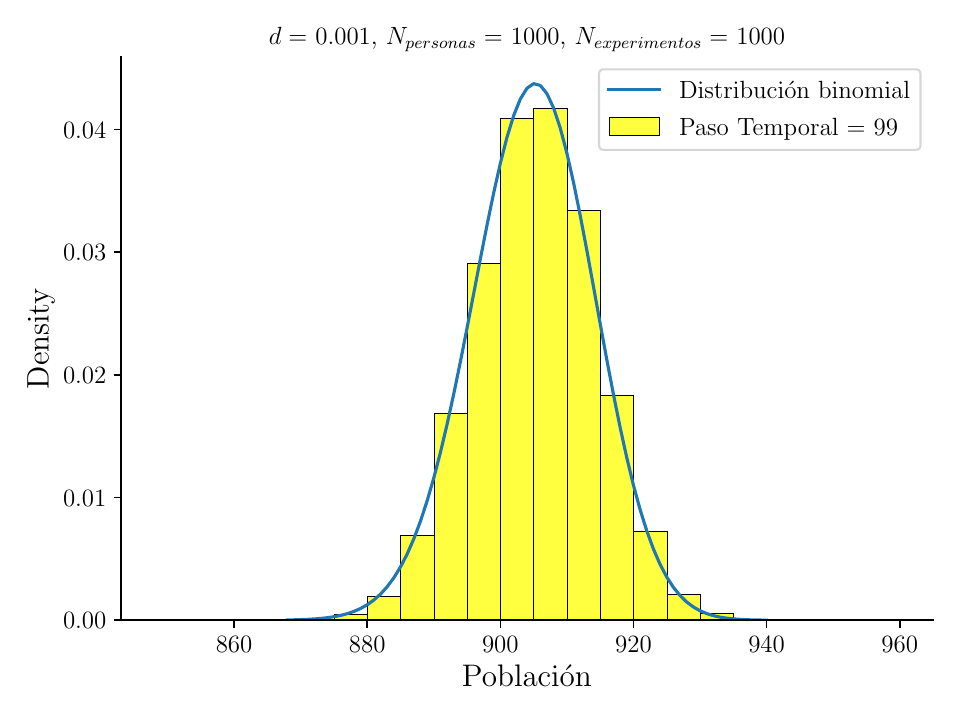 d = 0.001, N_personas = 1000, N_experimentos = 1000
Distribución binomial
Paso Temporal = 99
Density
0.04
0.03
0.02
0.01
0.00
860 880 900 920 940 960
Población